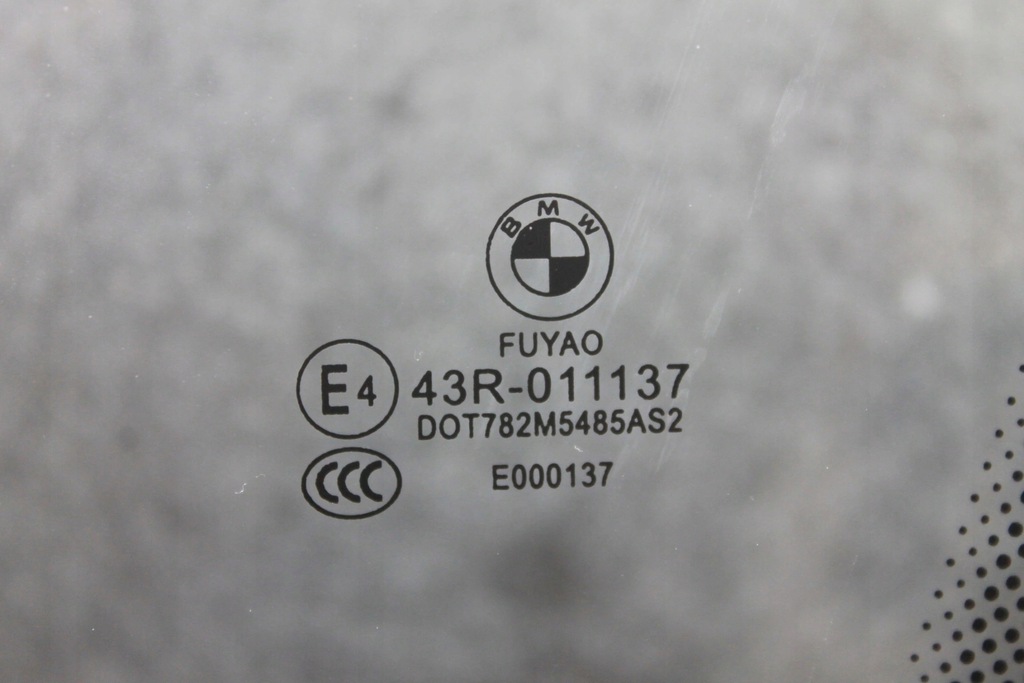 BMW
FUYAO
E4 43R-011137
DOT782M5485AS2
CCC E000137